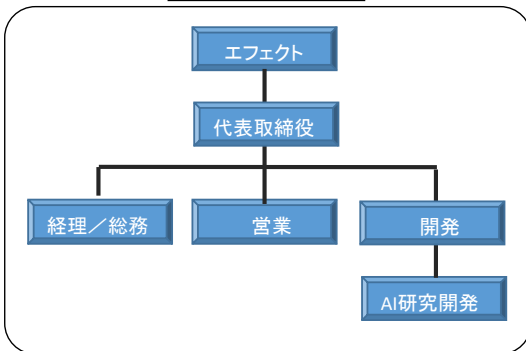 エフェクト
代表取締役
経理／総務
営業
開発
AI研究開発